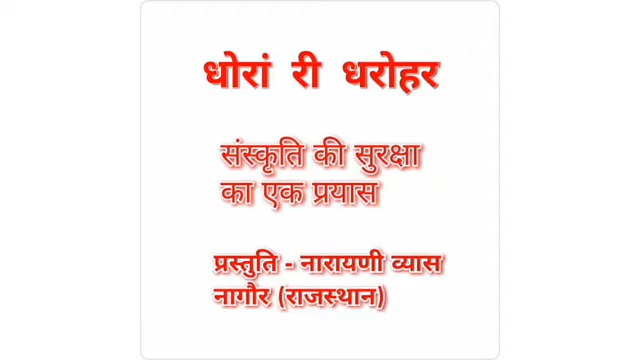 धोरां री धरोहर
संस्कृति की सुरक्षा
का एक प्रयास
प्रस्तुति - नारायणी व्यास
नागौर (राजस्थान)